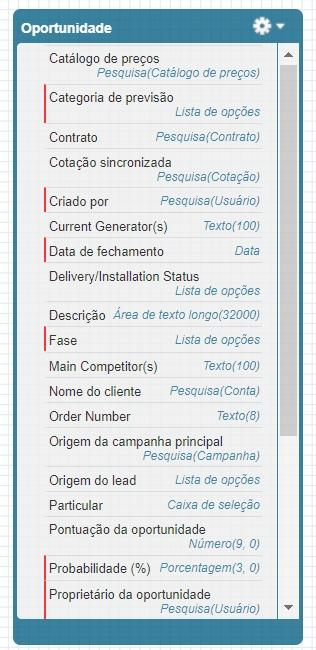 Oportunidade
Catálogo de preços
Pesquisa(Catálogo de preços)
Categoria de previsão
Lista de opções
Contrato Pesquisa(Contrato)
Cotação sincronizada
Pesquisa(Cotação)
Criado por Pesquisa(Usuário)
Current Generator(s) Texto(100)
Data de fechamento Data
Delivery/Installation Status
Lista de opções
Descrição Área de texto longo(32000)
Fase Lista de opções
Main Competitor(s) Texto(100)
Nome do cliente Pesquisa(Conta)
Order Number Texto(8)
Origem da campanha principal
Pesquisa(Campanha)
Origem do lead Lista de opções
Particular Caixa de seleção
Pontuação da oportunidade
Número(9, 0)
Probabilidade (%) Porcentagem(3, 0)
Proprietário da oportunidade
Pesquisa(Usuário)